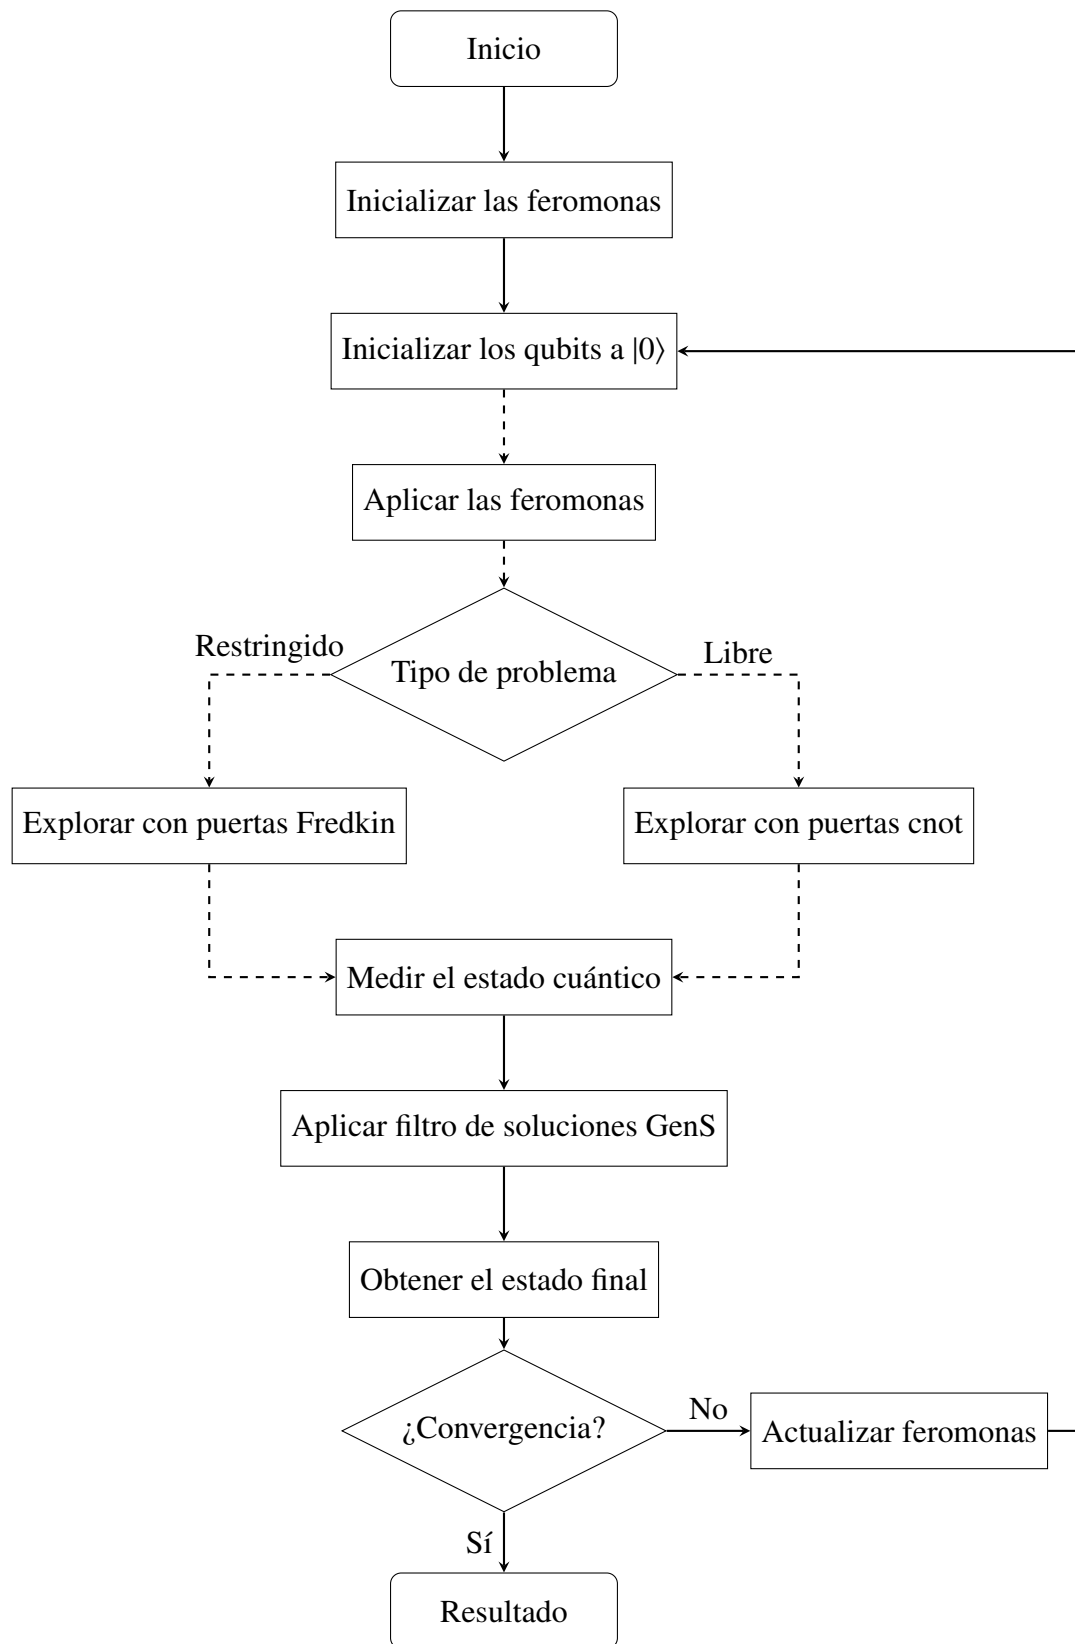 Inicio
Inicializar las feromonas
Inicializar los qubits a |0⟩
Aplicar las feromonas
Restringido
Tipo de problema
Libre
Explorar con puertas Fredkin
Explorar con puertas cnot
Medir el estado cuántico
Aplicar filtro de soluciones GenS
Obtener el estado final
¿Convergencia?
No
Actualizar feromonas
Sí
Resultado